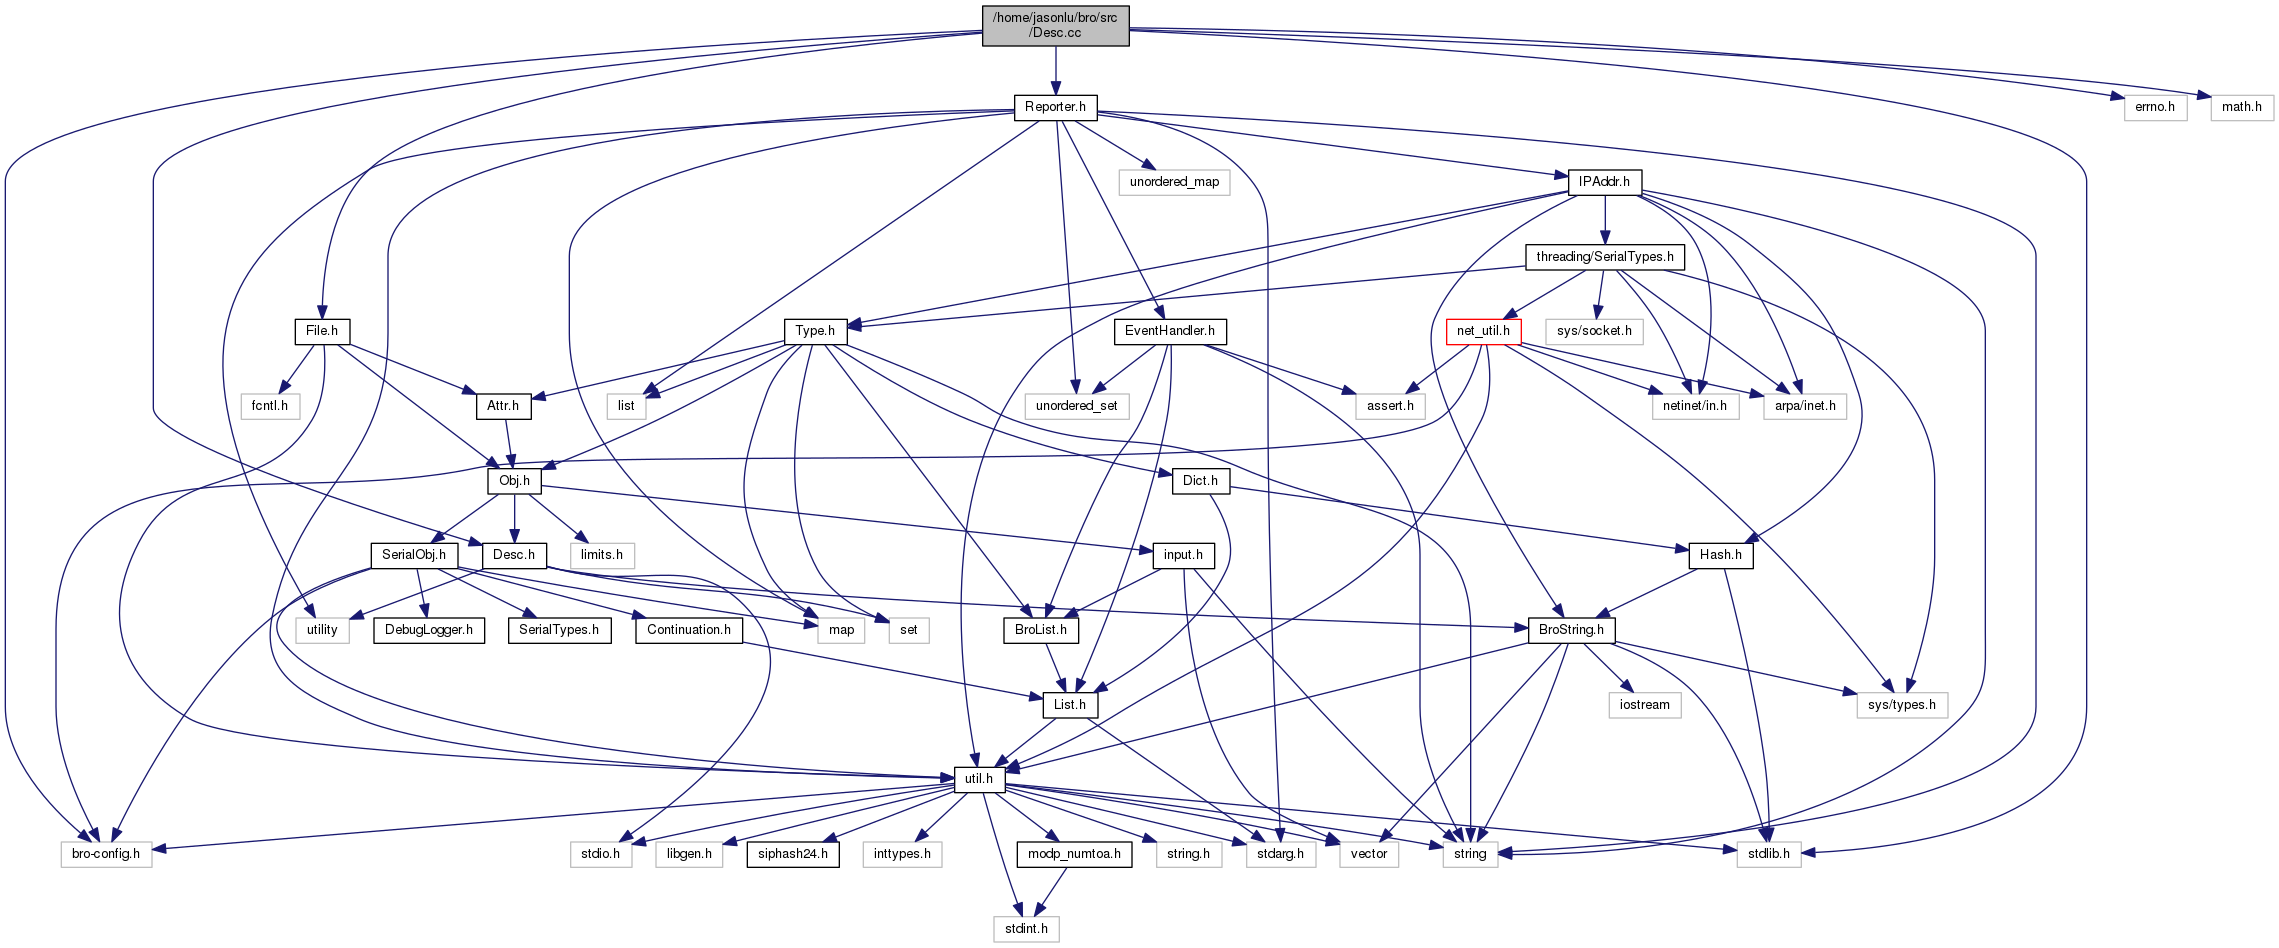 /home/jasonlu/bro/src
/Desc.cc
Reporter.h
errno.h
math.h
unordered_map
IPAddr.h
threading/SerialTypes.h
File.h
Type.h
EventHandler.h
net_util.h
sys/socket.h
fcntl.h
Attr.h
list
unordered_set
assert.h
netinet/in.h
arpa/inet.h
Obj.h
Dict.h
SerialObj.h
Desc.h
limits.h
input.h
Hash.h
utility
DebugLogger.h
SerialTypes.h
Continuation.h
map
set
BroList.h
BroString.h
List.h
iostream
sys/types.h
util.h
bro-config.h
stdio.h
libgen.h
siphash24.h
inttypes.h
modp_numtoa.h
string.h
stdarg.h
vector
string
stdlib.h
stdint.h